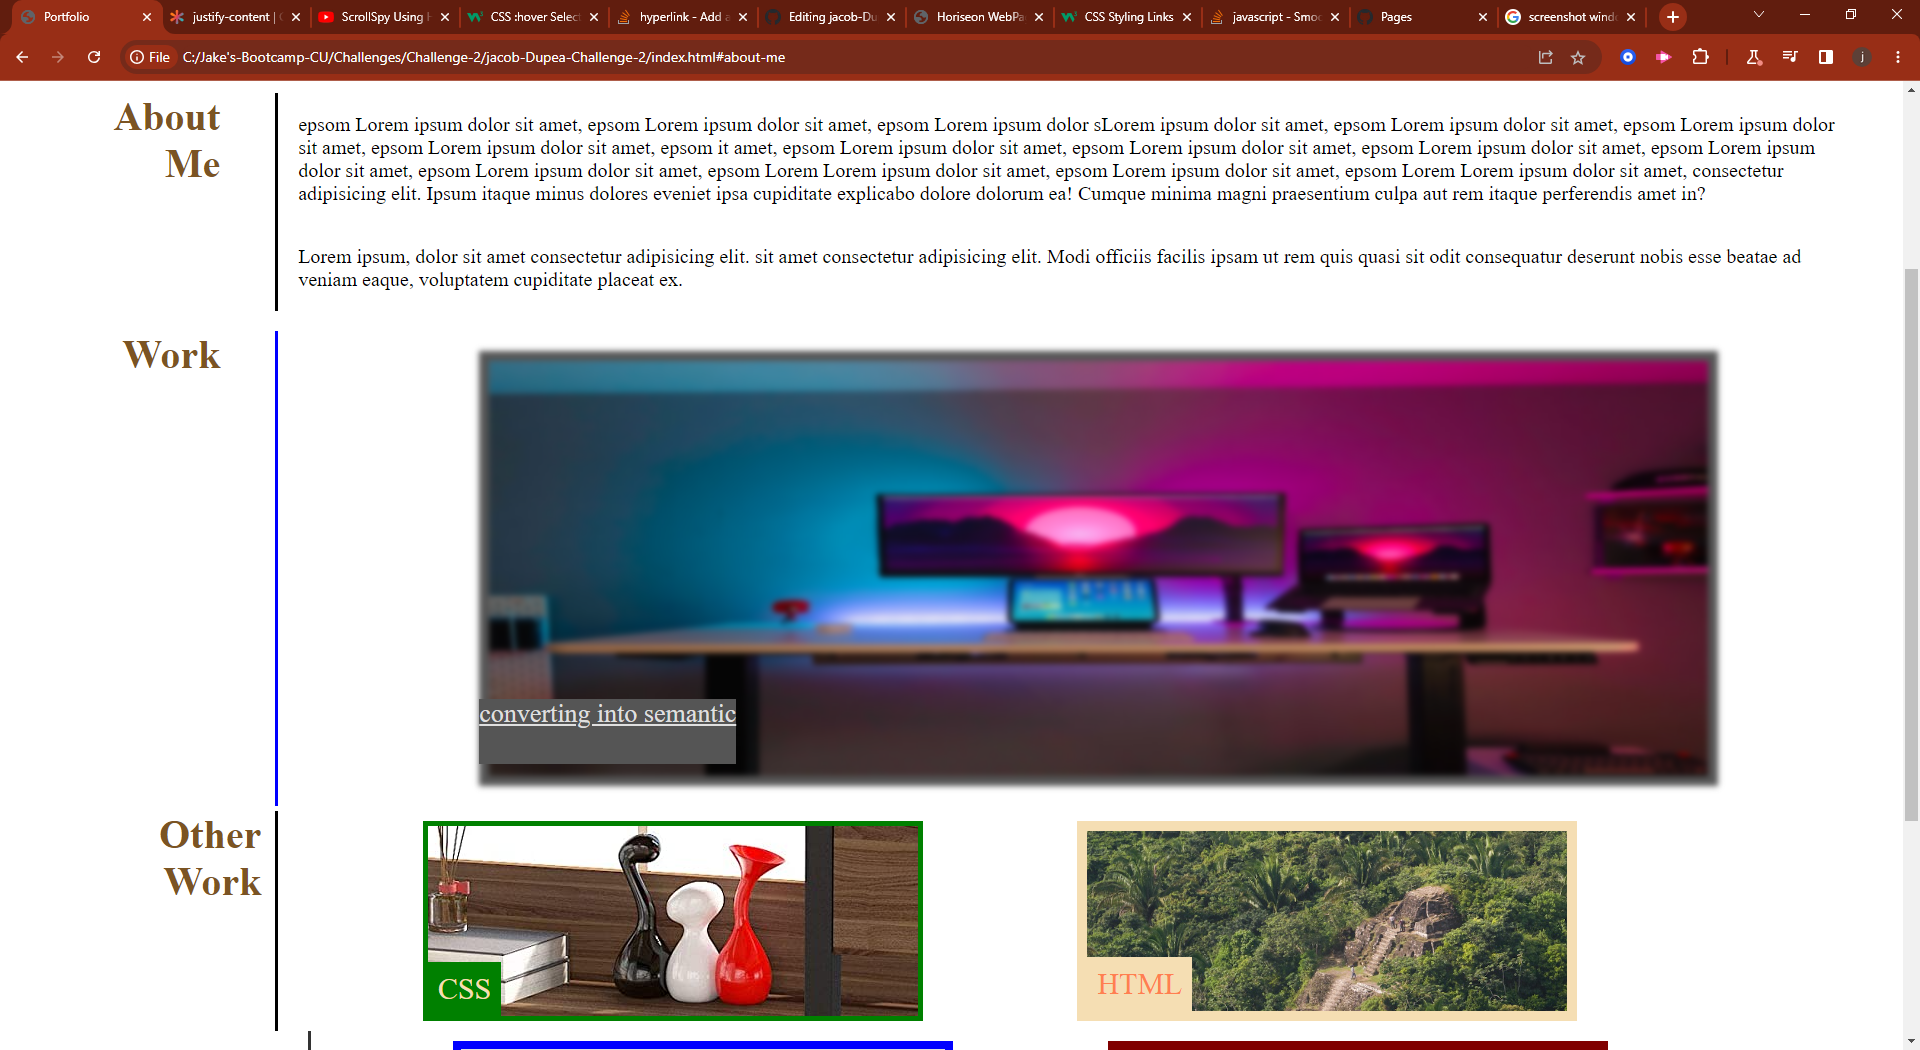 Portfolio
justify-content |
ScrollSpy Using
CSS :hover Selec
hyperlink - Add
Editing jacob-Du
Horiseon WebPa
CSS Styling Links
javascript - Smo
Pages
screenshot wind
File C:/Jake's-Bootcamp-CU/Challenges/Challenge-2/jacob-Dupea-Challenge-2/index.html#about-me
j
About
Me
epsom Lorem ipsum dolor sit amet, epsom Lorem ipsum dolor sit amet, epsom Lorem ipsum dolor sLorem ipsum dolor sit amet, epsom Lorem ipsum dolor sit amet, epsom Lorem ipsum dolor
sit amet, epsom Lorem ipsum dolor sit amet, epsom it amet, epsom Lorem ipsum dolor sit amet, epsom Lorem ipsum dolor sit amet, epsom Lorem ipsum dolor sit amet, epsom Lorem ipsum
dolor sit amet, epsom Lorem ipsum dolor sit amet, epsom Lorem Lorem ipsum dolor sit amet, epsom Lorem ipsum dolor sit amet, epsom Lorem Lorem ipsum dolor sit amet, consectetur
adipisicing elit. Ipsum itaque minus dolores eveniet ipsa cupiditate explicabo dolore dolorum ea! Cumque minima magni praesentium culpa aut rem itaque perferendis amet in?
Lorem ipsum, dolor sit amet consectetur adipisicing elit. sit amet consectetur adipisicing elit. Modi officiis facilis ipsam ut rem quis quasi sit odit consequatur deserunt nobis esse beatae ad
veniam eaque, voluptatem cupiditate placeat ex.
Work
converting into semantic
Other
Work
CSS
HTML